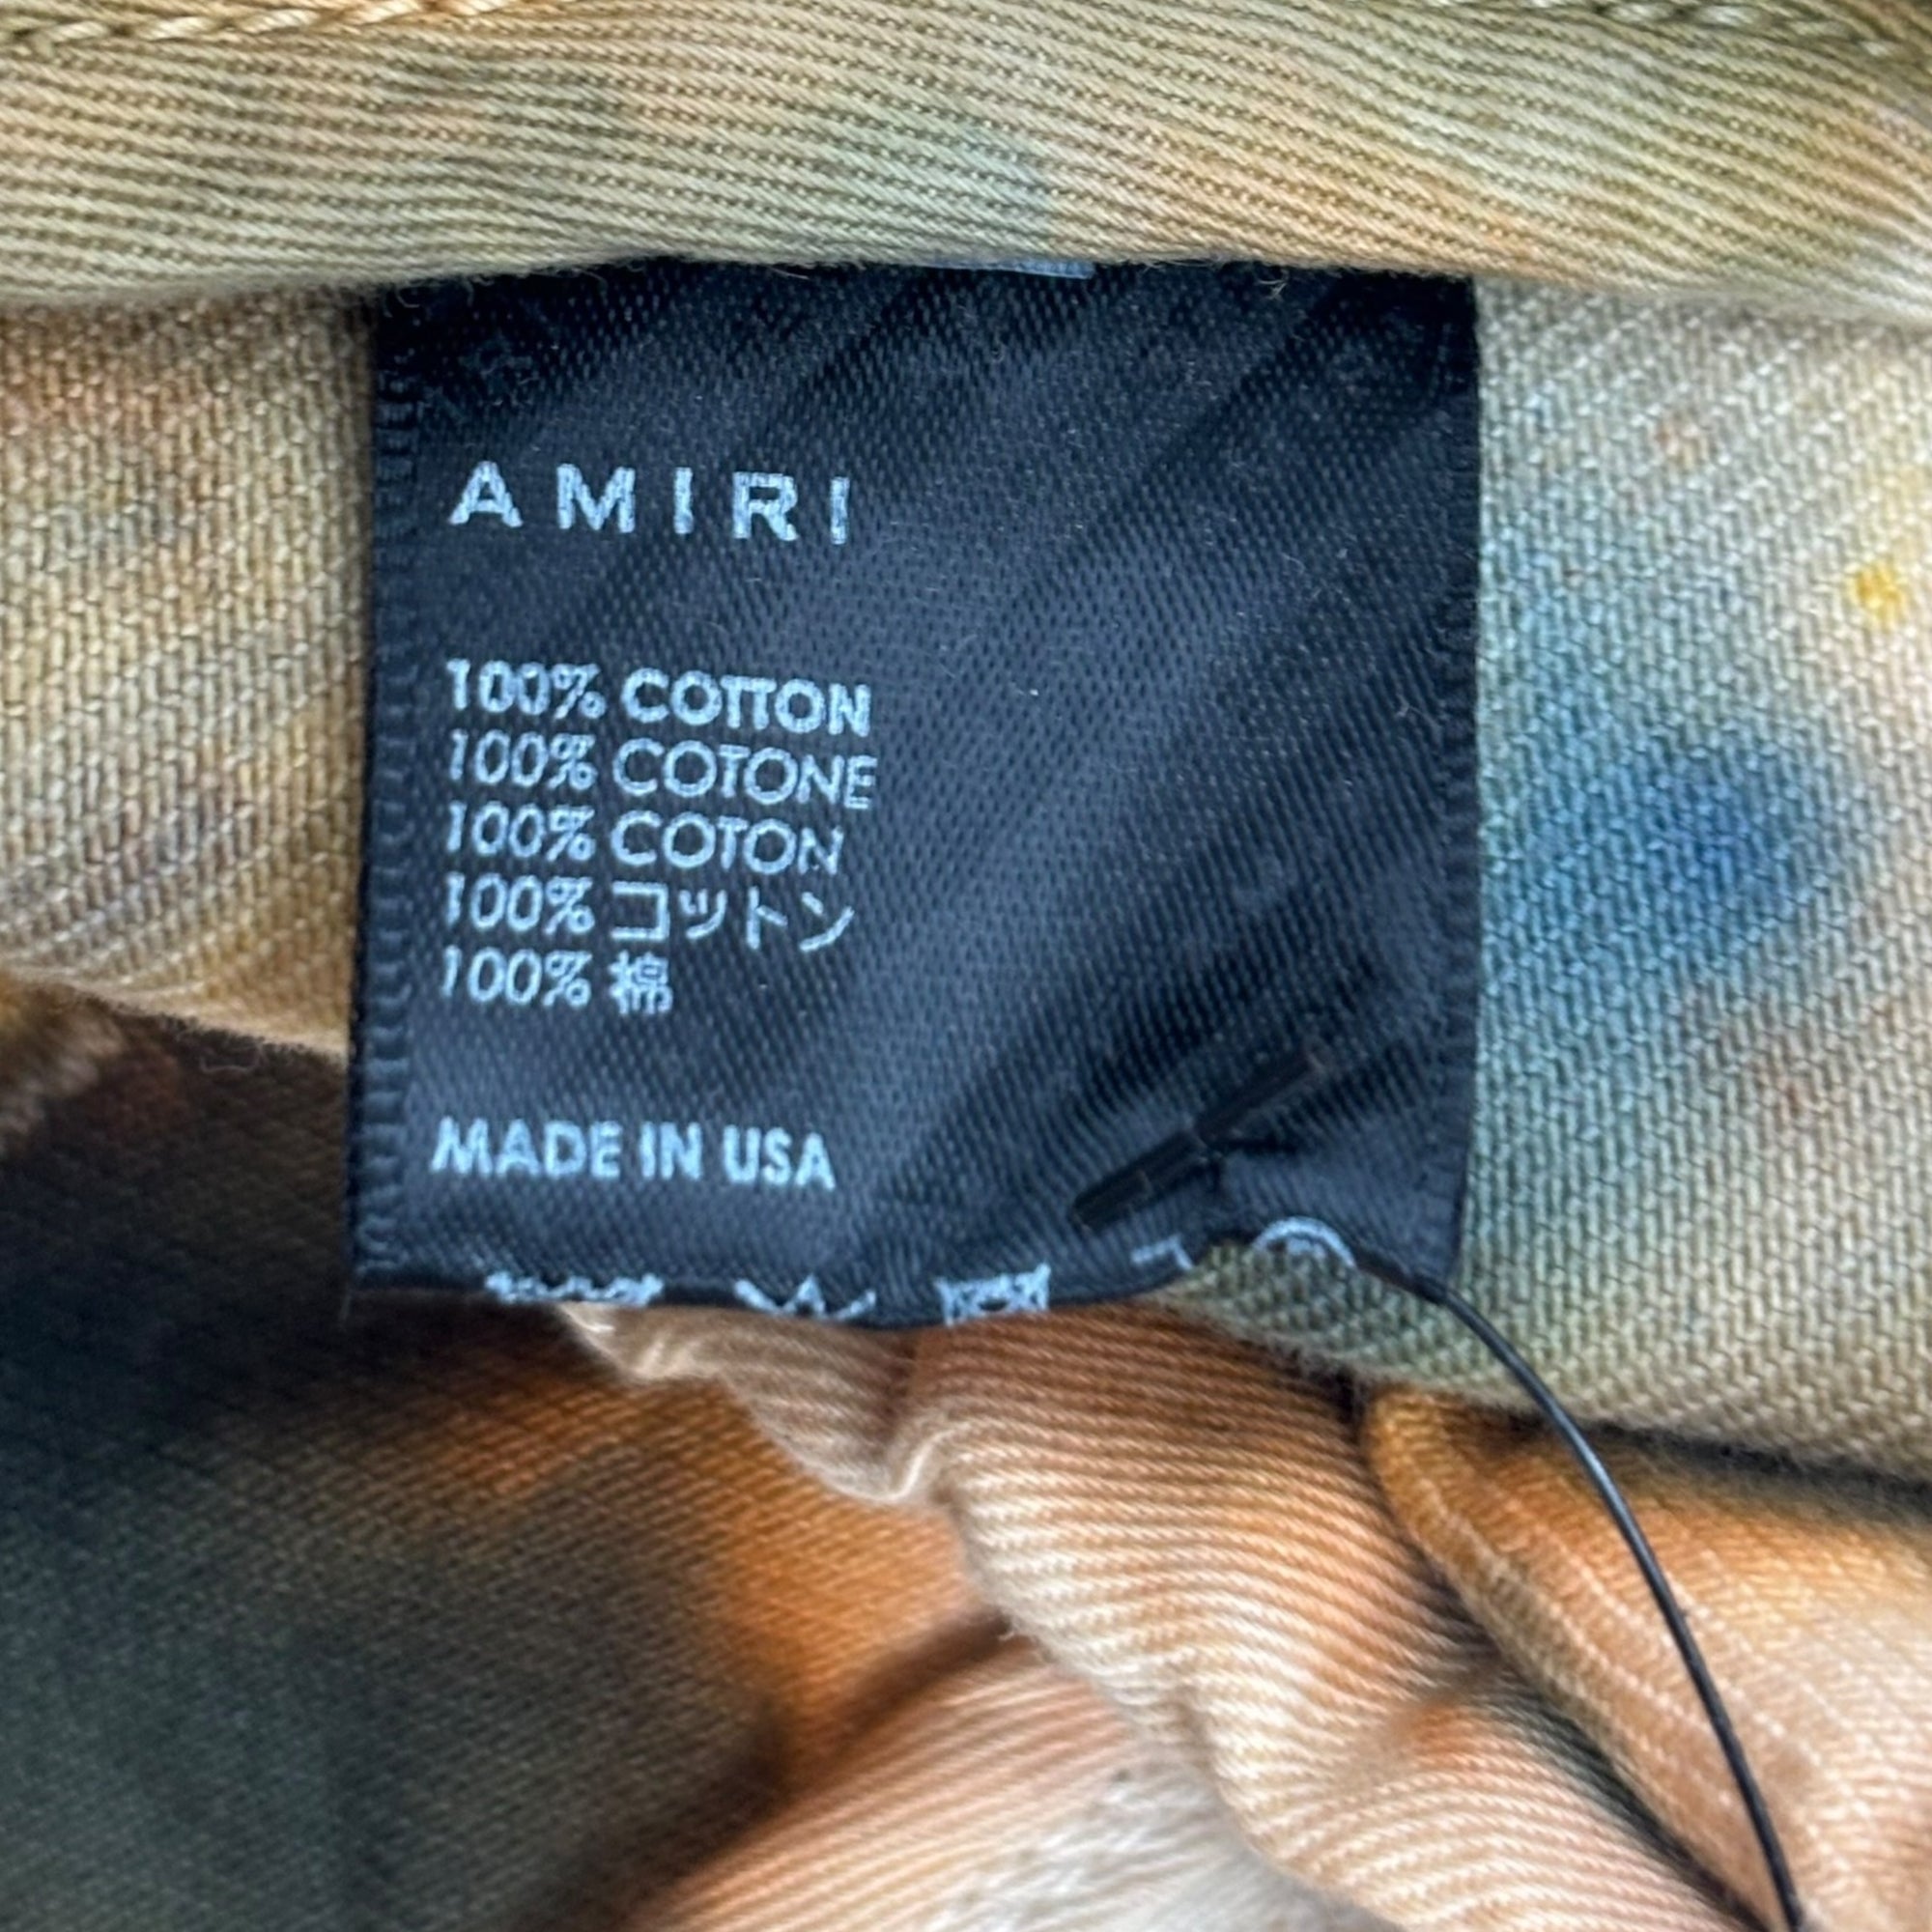 AMIRI
100% COTTON
100% COTONE
100% COTON
100% コットン
100% 棉
MADE IN USA